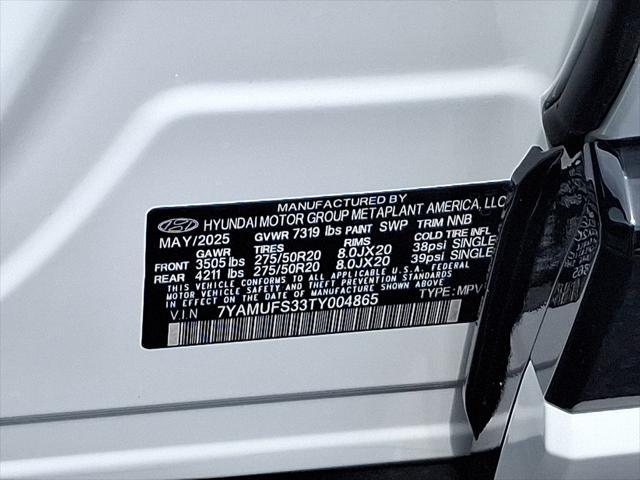 MANUFACTURED BY
HYUNDAI MOTOR GROUP METAPLANT AMERICA, LLC
MAY/2025 GVWR 7319 lbs PAINT SWP TRIM NNB
GAWR TIRES RIMS COLD TIRE INFL
FRONT 3505 lbs 275/50R20 8.0JX20 38psi SINGLE
REAR 4211 lbs 275/50R20 8.0JX20 39psi SINGLE
THIS VEHICLE CONFORMS TO ALL APPLICABLE U.S.A. FEDERAL
MOTOR VEHICLE SAFETY AND THEFT PREVENTION STANDARDS
IN EFFECT ON THE DATE OF MANUFACTURE SHOWN ABOVE.
V.I.N 7YAMUFS33TY004865 TYPE: MPV